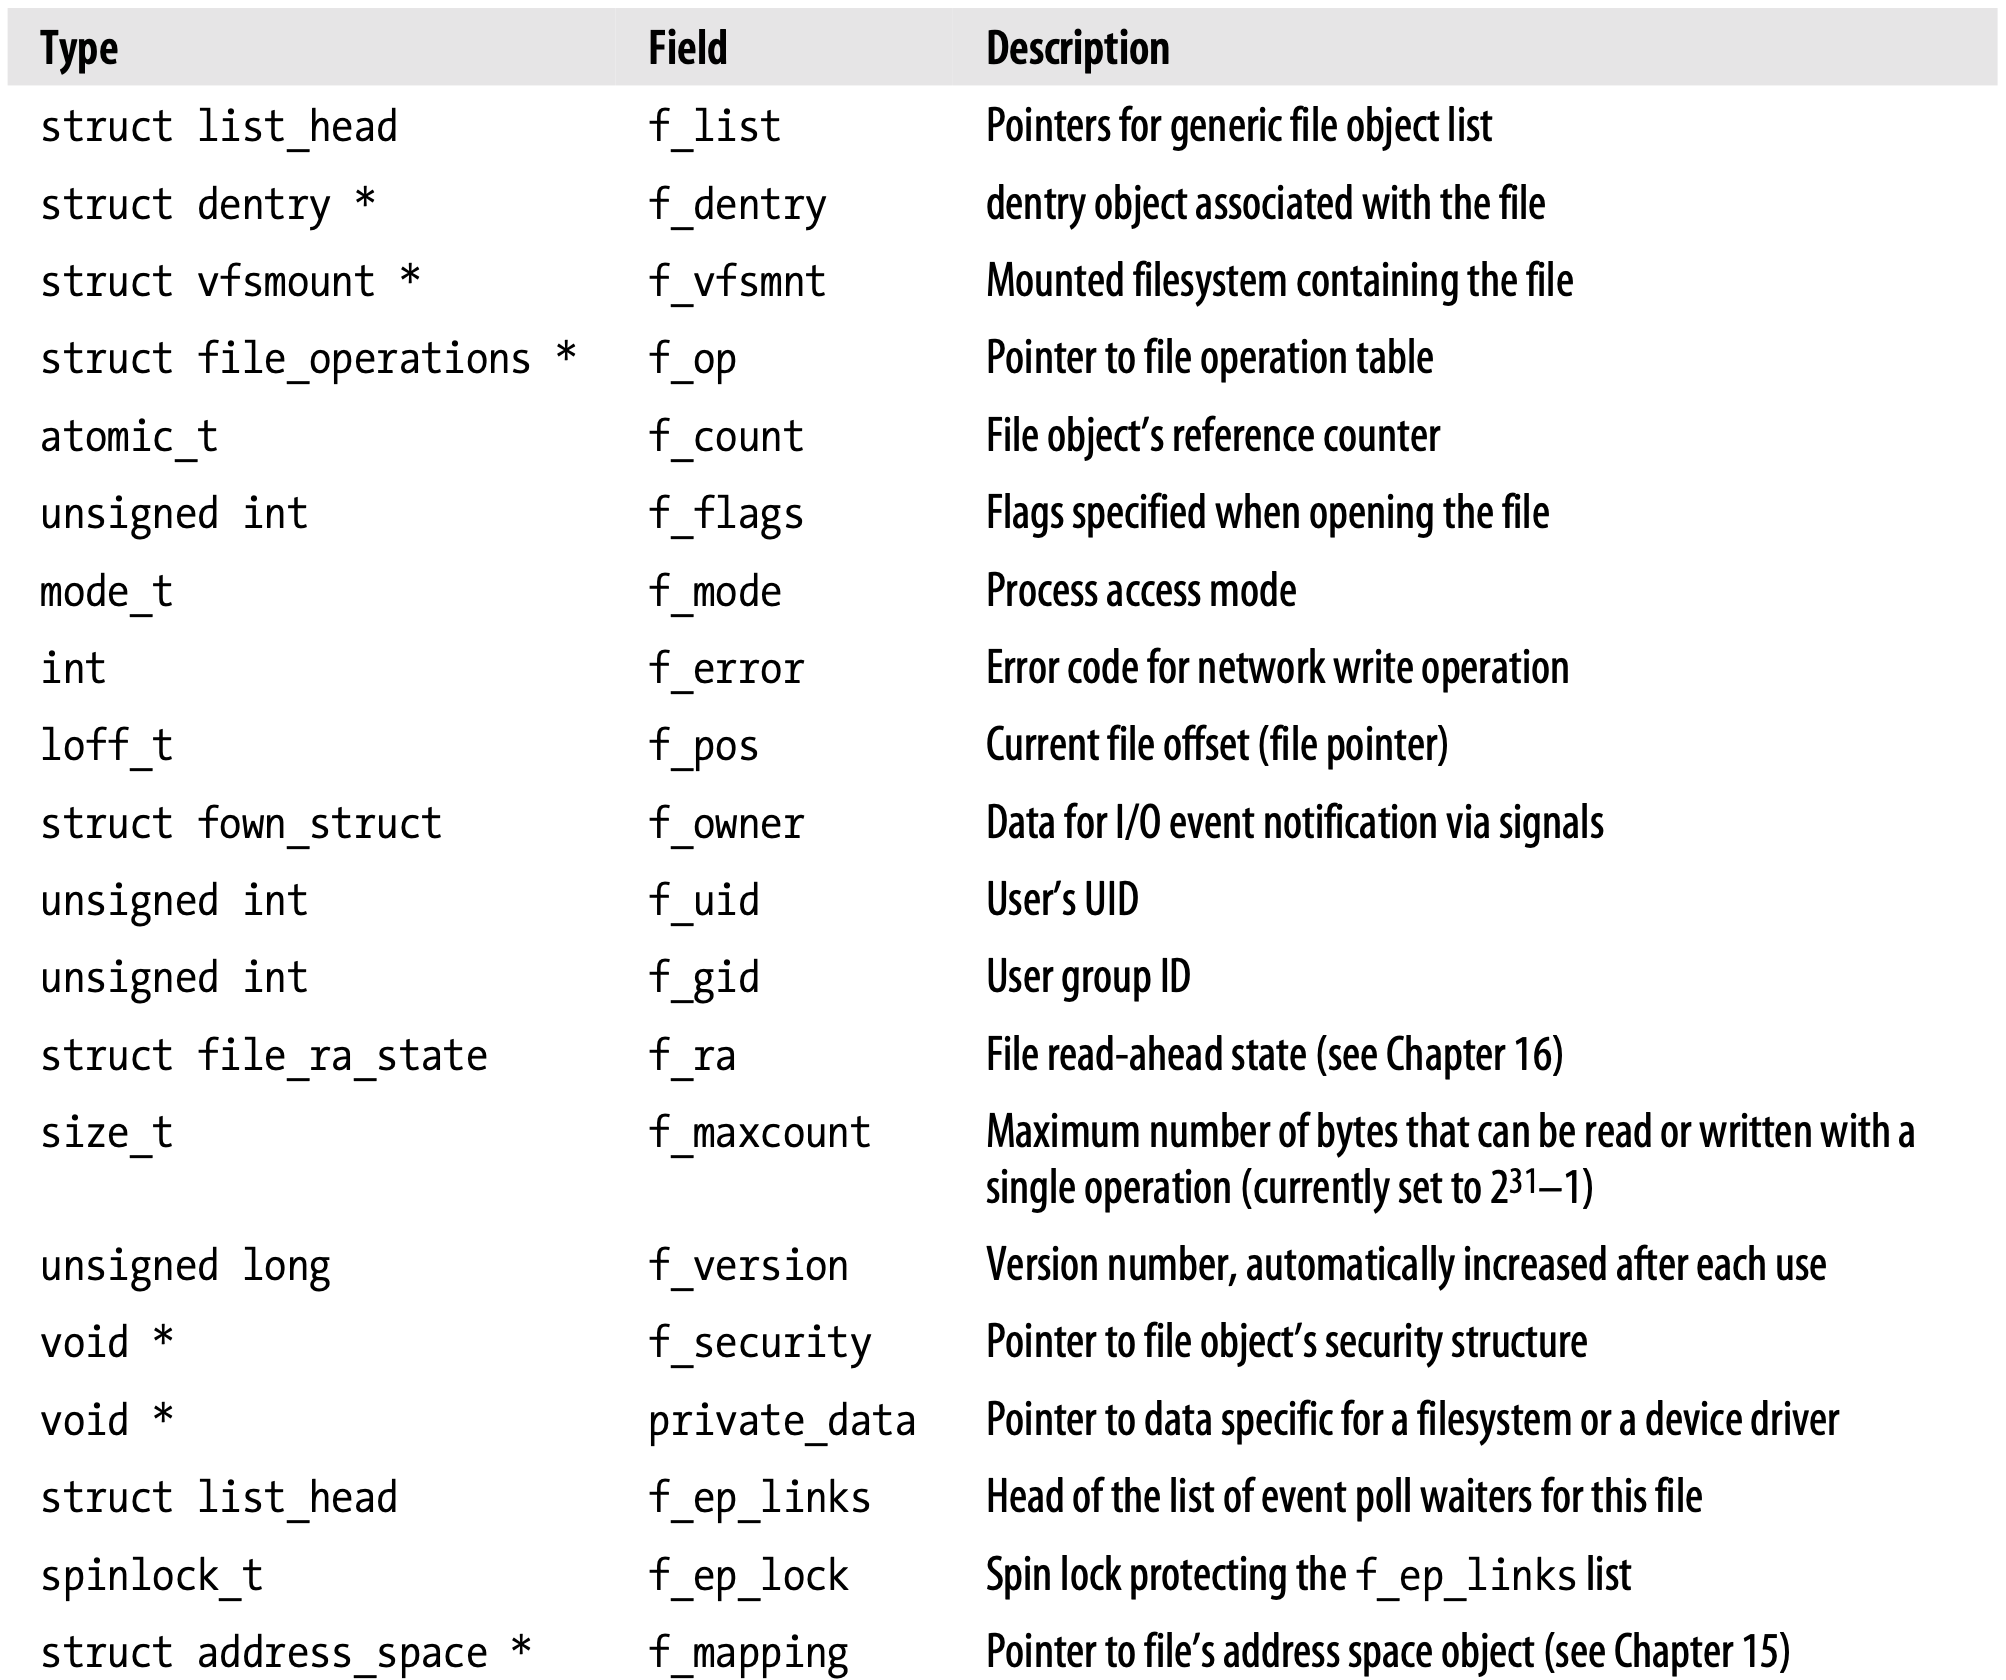 Type Field Description
struct list_head f_list Pointers for generic file object list
struct dentry * f_dentry dentry object associated with the file
struct vfsmount * f_vfsmnt Mounted filesystem containing the file
struct file_operations * f_op Pointer to file operation table
atomic_t f_count File object’s reference counter
unsigned int f_flags Flags specified when opening the file
mode_t f_mode Process access mode
int f_error Error code for network write operation
loff_t f_pos Current file offset (file pointer)
struct fown_struct f_owner Data for I/O event notification via signals
unsigned int f_uid User’s UID
unsigned int f_gid User group ID
struct file_ra_state f_ra File read-ahead state (see Chapter 16)
size_t f_maxcount Maximum number of bytes that can be read or written with a
single operation (currently set to 2³¹–1)
unsigned long f_version Version number, automatically increased after each use
void * f_security Pointer to file object’s security structure
void * private_data Pointer to data specific for a filesystem or a device driver
struct list_head f_ep_links Head of the list of event poll waiters for this file
spinlock_t f_ep_lock Spin lock protecting the f_ep_links list
struct address_space * f_mapping Pointer to file’s address space object (see Chapter 15)